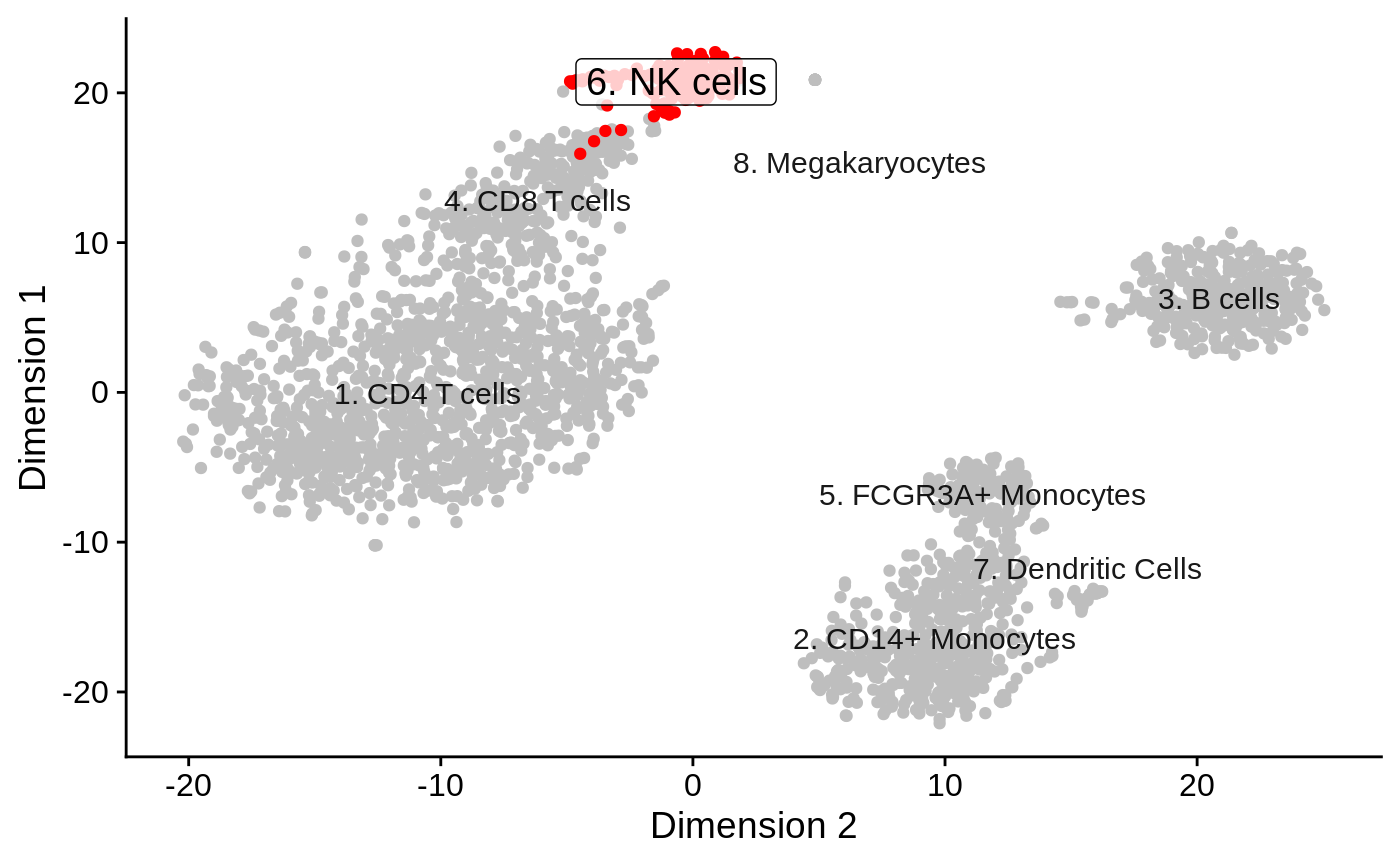 6. NK cells
20
8. Megakaryocytes
4. CD8 T cells
10
3. B cells
Dimension 1
1. CD4 T cells
0
5. FCGR3A+ Monocytes
-10
7. Dendritic Cells
2. CD14+ Monocytes
-20
-20 -10 0 10 20
Dimension 2